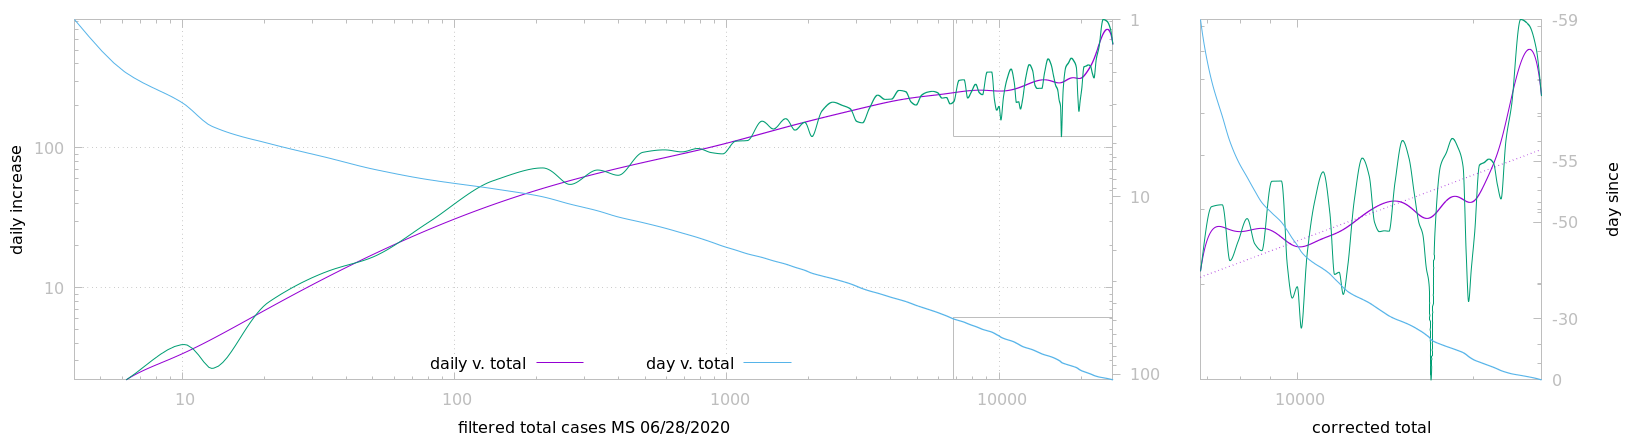 1
-59
100
daily increase
-55
10
-50
day since
10
-30
daily v. total
day v. total
100
0
10
100
1000
10000
10000
filtered total cases MS 06/28/2020
corrected total